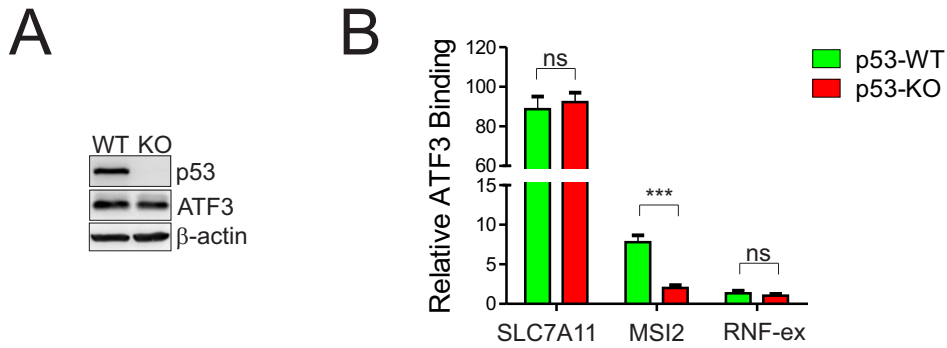 A
WT KO
p53
ATF3
β-actin
B
Relative ATF3 Binding
120
100
80
60
15
10
5
0
ns
***
ns
SLC7A11
MSI2
RNF-ex
p53-WT
p53-KO